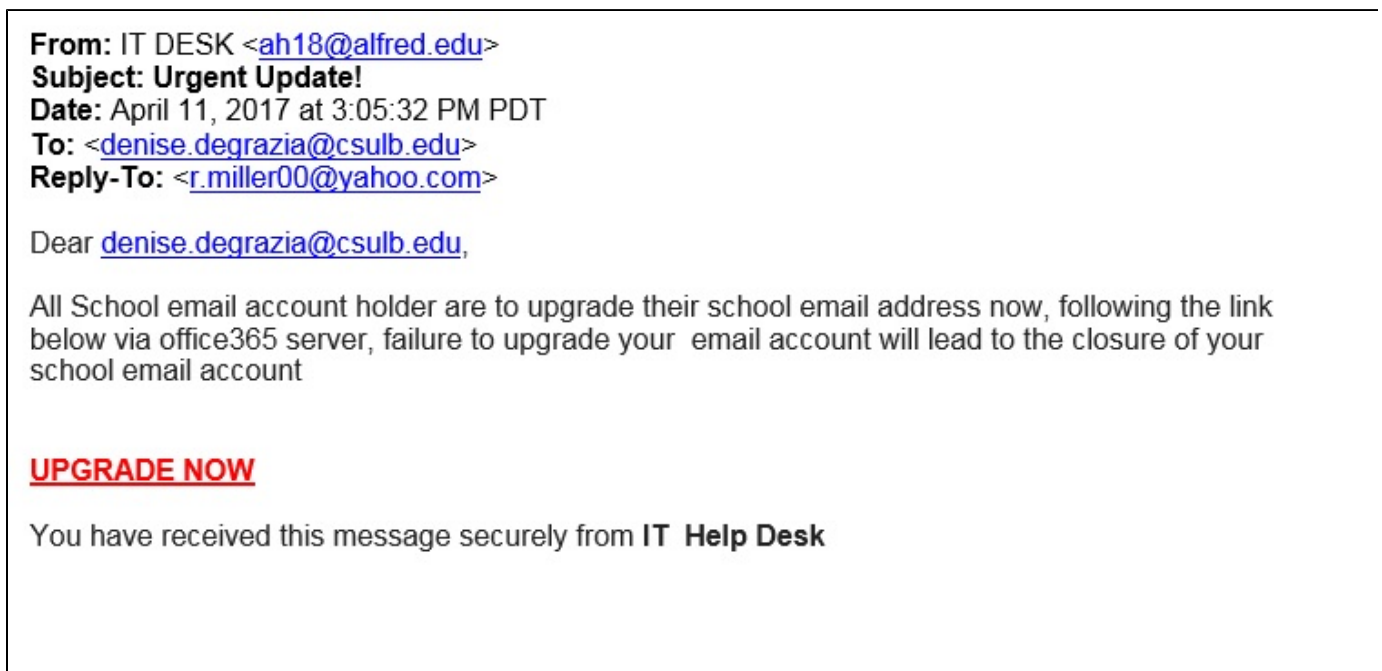 From: IT DESK <ah18@alfred.edu>
Subject: Urgent Update!
Date: April 11, 2017 at 3:05:32 PM PDT
To: <denise.degrazia@csulb.edu>
Reply-To: <r.miller00@yahoo.com>
Dear denise.degrazia@csulb.edu,
All School email account holder are to upgrade their school email address now, following the link
below via office365 server, failure to upgrade your  email account will lead to the closure of your
school email account
UPGRADE NOW
You have received this message securely from IT  Help Desk